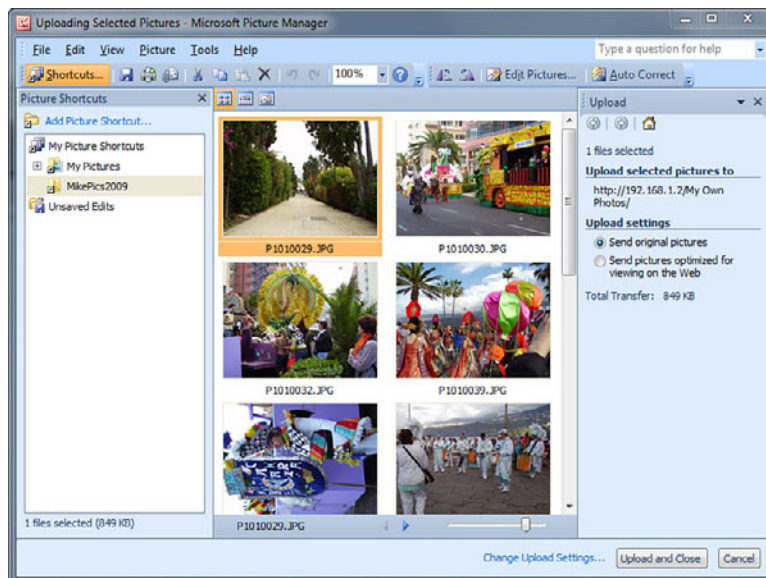 Uploading Selected Pictures - Microsoft Picture Manager
File Edit View Picture Tools Help
Type a question for help
Shortcuts...
100%
Edit Pictures...
Auto Correct
Picture Shortcuts
Add Picture Shortcut...
My Picture Shortcuts
My Pictures
MikePics2009
Unsaved Edits
1 files selected (849 KB)
P1010029.JPG
P1010030.JPG
P1010032.JPG
P1010039.JPG
P1010029.JPG
Upload
1 files selected
Upload selected pictures to
http://192.168.1.2/My Own
Photos/
Upload settings
Send original pictures
Send pictures optimized for
viewing on the Web
Total Transfer: 849 KB
Change Upload Settings...
Upload and Close
Cancel